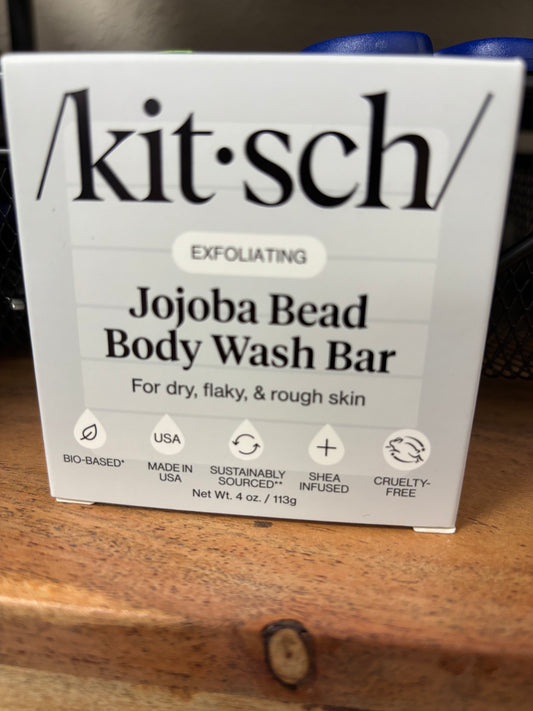 /kit·sch/
EXFOLIATING
Jojoba Bead
Body Wash Bar
For dry, flaky, & rough skin
BIO-BASED*
USA
MADE IN
USA
SUSTAINABLY
SOURCED**
SHEA
INFUSED
CRUELTY-
FREE
Net Wt. 4 oz. / 113g